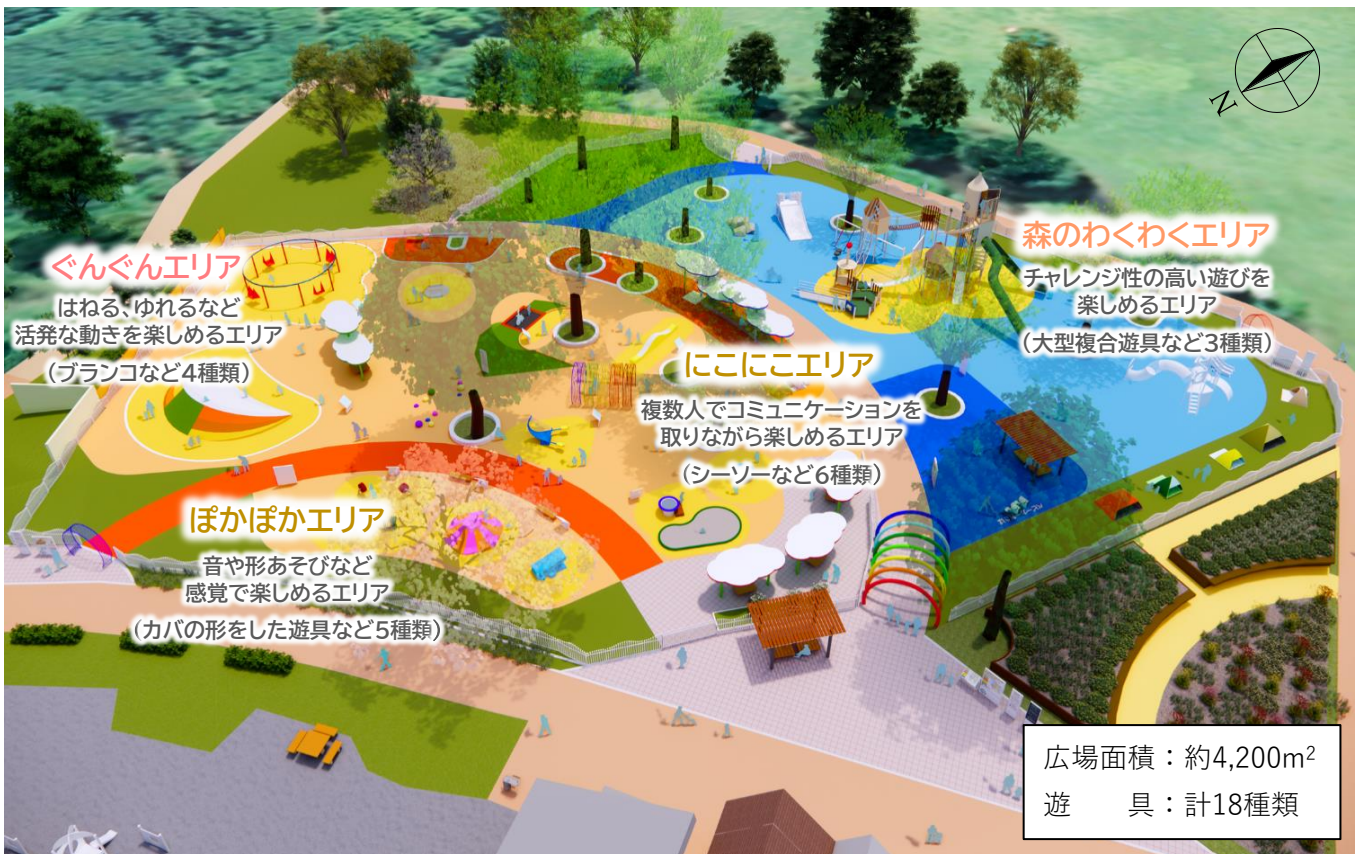 N
ぐんぐんエリア
はねる、ゆれるなど
活発な動きを楽しめるエリア
(ブランコなど4種類)
森のわくわくエリア
チャレンジ性の高い遊びを
楽しめるエリア
(大型複合遊具など3種類)
にこにこエリア
複数人でコミュニケーションを
取りながら楽しめるエリア
(シーソーなど6種類)
ぽかぽかエリア
音や形あそびなど
感覚で楽しめるエリア
(カバの形をした遊具など5種類)
広場面積：約4,200m²
遊　　具：計18種類